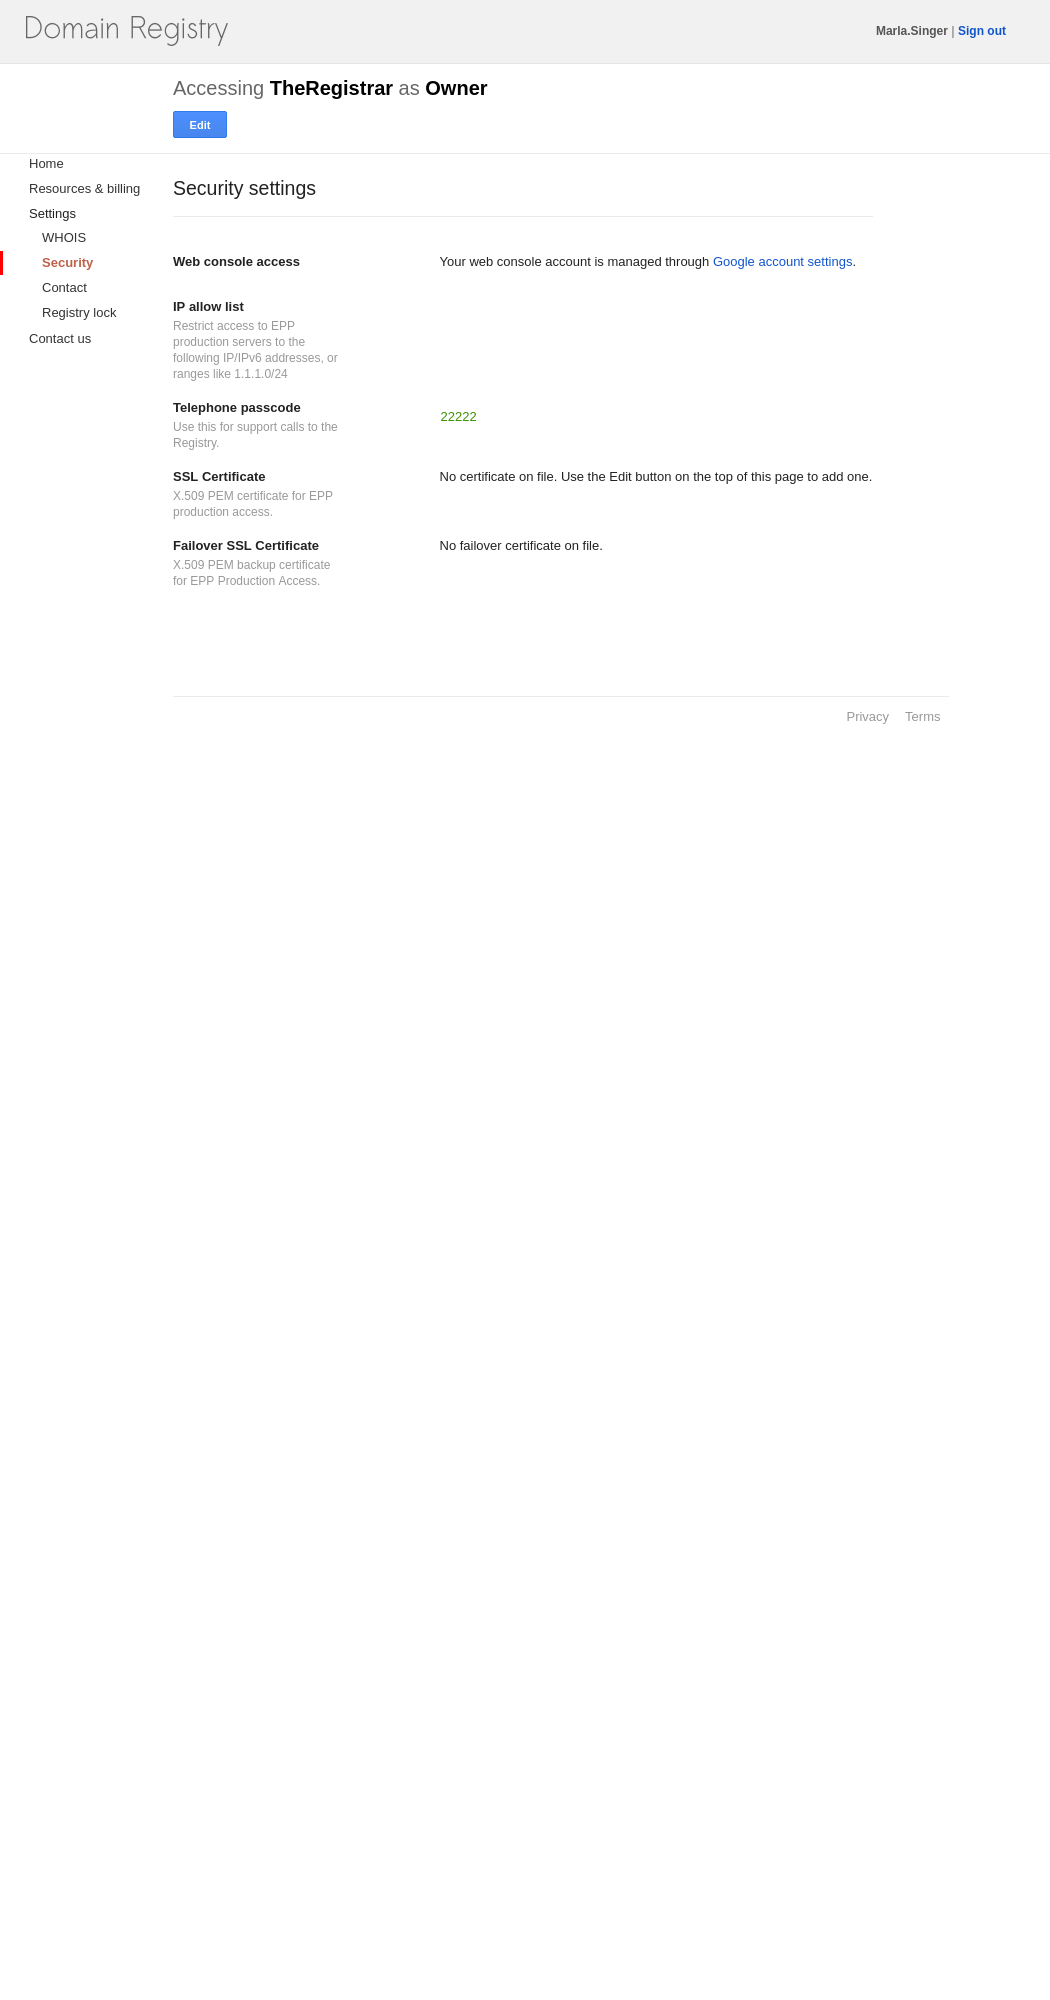 Domain Registry
Marla.Singer | Sign out
Accessing TheRegistrar as Owner
Edit
Home
Resources & billing
Settings
WHOIS
Security
Contact
Registry lock
Contact us
Security settings
Web console access
Your web console account is managed through Google account settings.
IP allow list
Restrict access to EPP
production servers to the
following IP/IPv6 addresses, or
ranges like 1.1.1.0/24
Telephone passcode
Use this for support calls to the
Registry.
22222
SSL Certificate
X.509 PEM certificate for EPP
production access.
No certificate on file. Use the Edit button on the top of this page to add one.
Failover SSL Certificate
X.509 PEM backup certificate
for EPP Production Access.
No failover certificate on file.
Privacy Terms